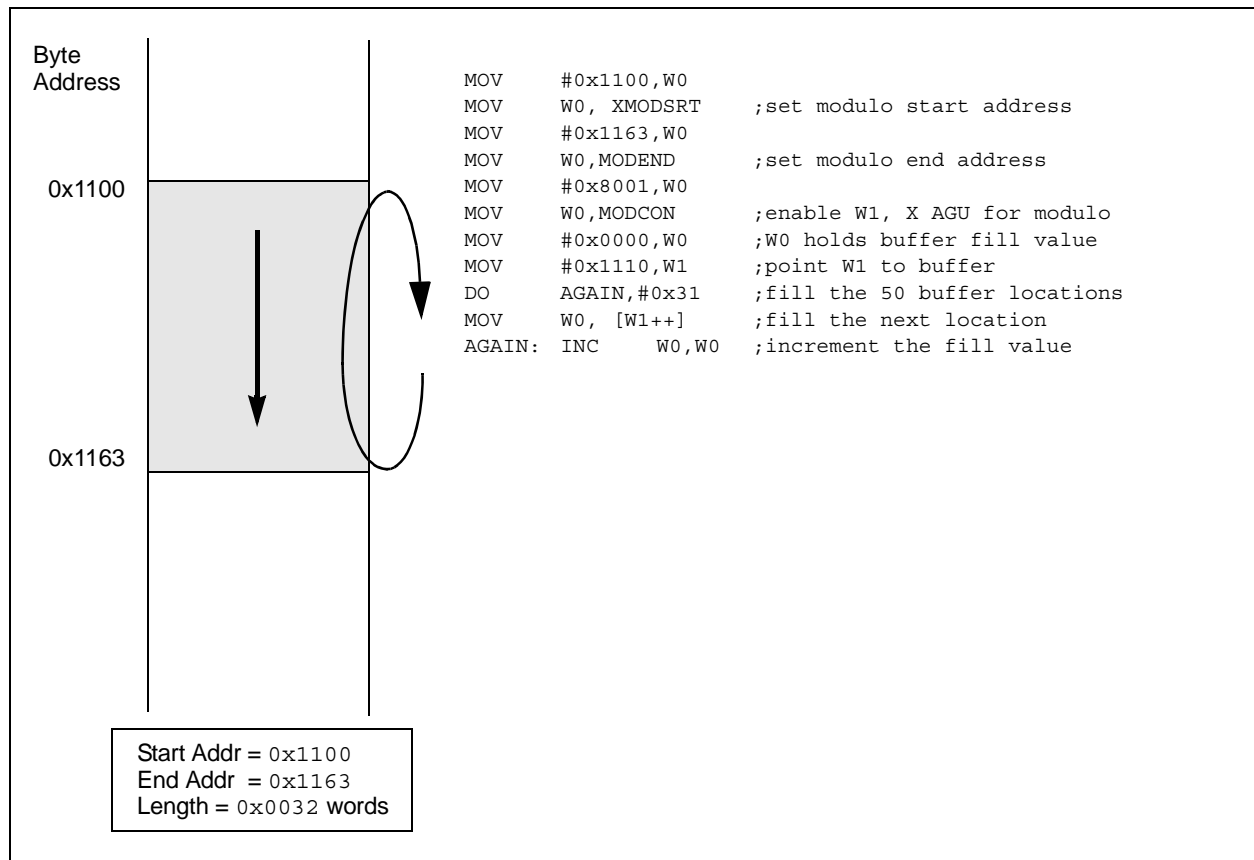 Byte
Address
0x1100
0x1163
MOV #0x1100,W0
MOV W0, XMODSRT ;set modulo start address
MOV #0x1163,W0
MOV W0,MODEND ;set modulo end address
MOV #0x8001,W0
MOV W0,MODCON ;enable W1, X AGU for modulo
MOV #0x0000,W0 ;W0 holds buffer fill value
MOV #0x1110,W1 ;point W1 to buffer
DO AGAIN,#0x31 ;fill the 50 buffer locations
MOV W0, [W1++] ;fill the next location
AGAIN: INC W0,W0 ;increment the fill value
Start Addr = 0x1100
End Addr = 0x1163
Length = 0x0032 words